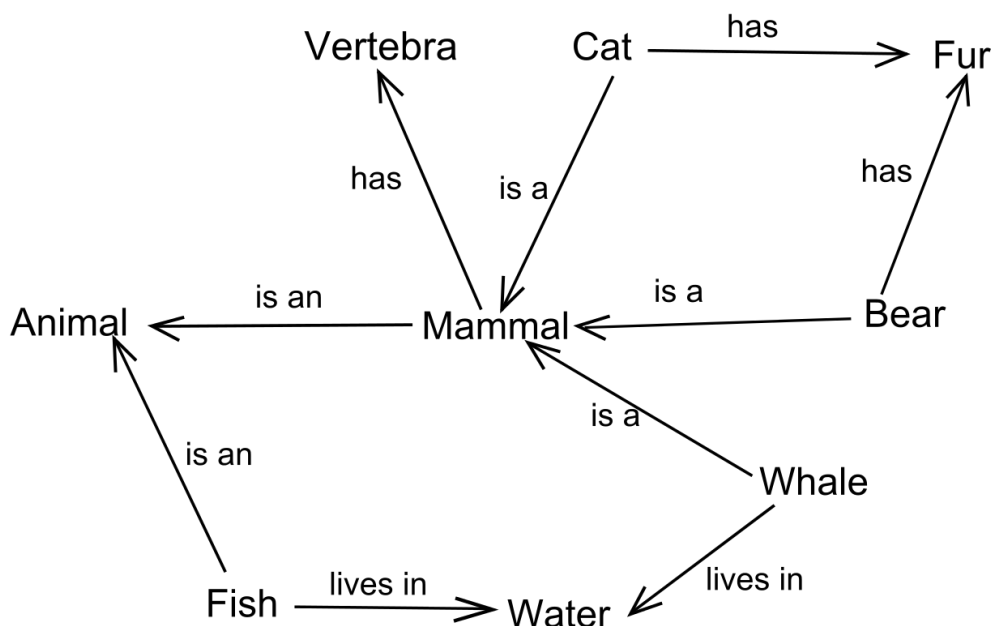 has
Vertebra
Cat
Fur
has
is a
has
is an
is a
Animal
Mammal
Bear
is a
is an
Whale
lives in
lives in
Fish
Water